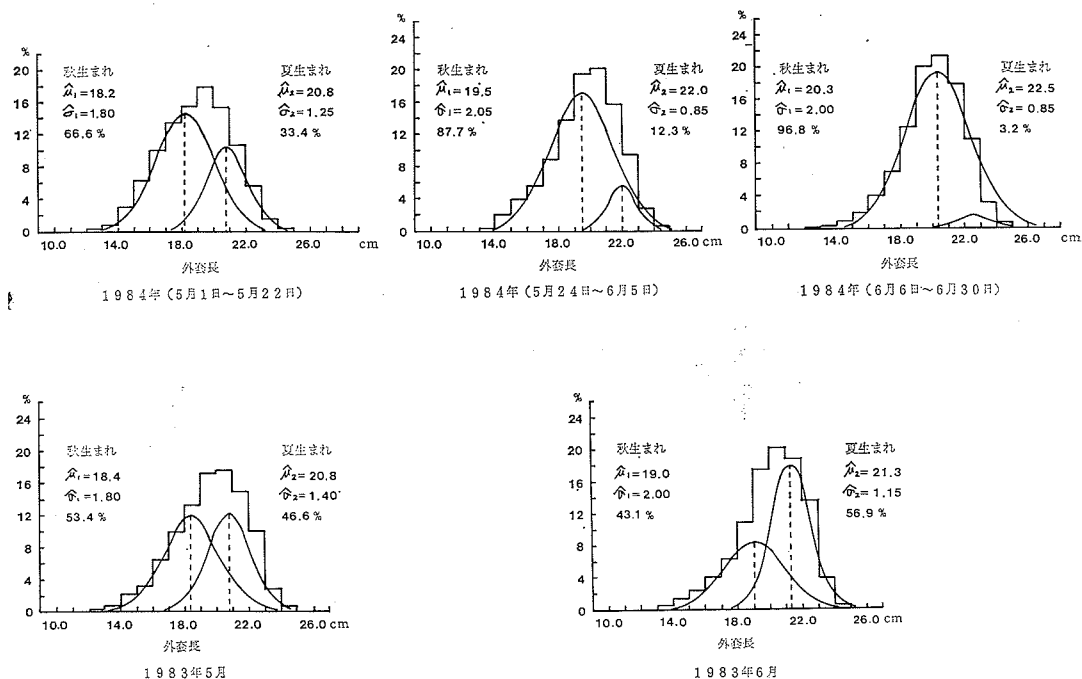 %
20
16
12
8
4
0
秋生まれ
μ̂₁=18.2
σ̂₁=1.80
66.6 %
夏生まれ
μ̂₂=20.8
σ̂₂=1.25
33.4 %
10.0 14.0 18.0 22.0 26.0 cm
外套長
1984年(5月1日~5月22日)
%
24
20
16
12
8
4
0
秋生まれ
μ̂₁=19.5
σ̂₁=2.05
87.7 %
夏生まれ
μ̂₂=22.0
σ̂₂=0.85
12.3 %
10.0 14.0 18.0 22.0 26.0 cm
外套長
1984年(5月24日~6月5日)
%
24
20
16
12
8
4
0
秋生まれ
μ̂₁=20.3
σ̂₁=2.00
96.8 %
夏生まれ
μ̂₂=22.5
σ̂₂=0.85
3.2 %
10.0 14.0 18.0 22.0 26.0 cm
外套長
1984年(6月6日~6月30日)
%
24
20
16
12
8
4
0
秋生まれ
μ̂₁=18.4
σ̂₁=1.80
53.4 %
夏生まれ
μ̂₂=20.8
σ̂₂=1.40
46.6 %
10.0 14.0 18.0 22.0 26.0 cm
外套長
1983年5月
%
24
20
16
12
8
4
0
秋生まれ
μ̂₁=19.0
σ̂₁=2.00
43.1 %
夏生まれ
μ̂₂=21.3
σ̂₂=1.15
56.9 %
10.0 14.0 18.0 22.0 26.0 cm
外套長
1983年6月